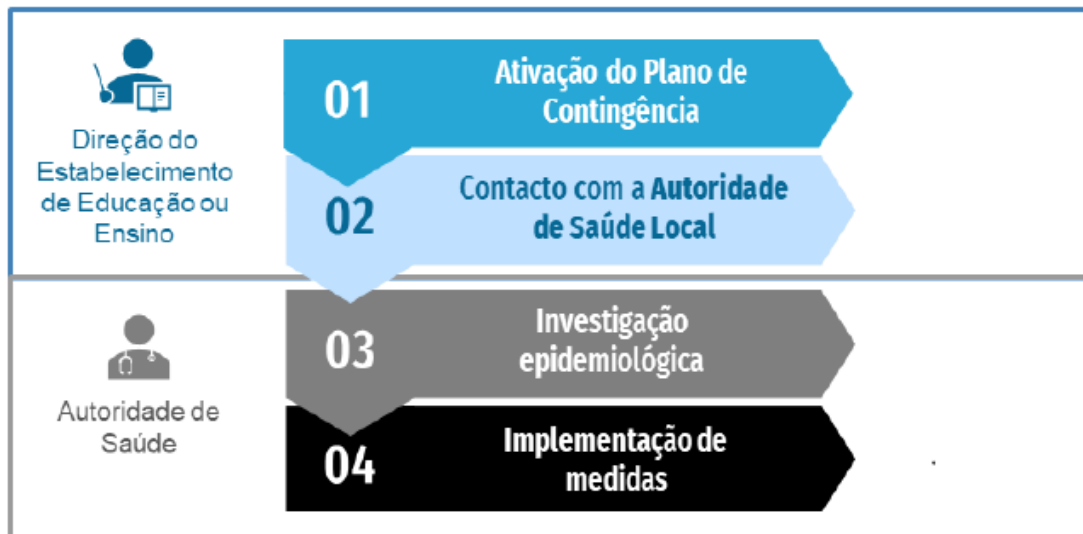 Direção do
Estabelecimento
de Educação ou
Ensino
01
Ativação do Plano de
Contingência
02
Contacto com a Autoridade
de Saúde Local
Autoridade de
Saúde
03
Investigação
epidemiológica
04
Implementação de
medidas